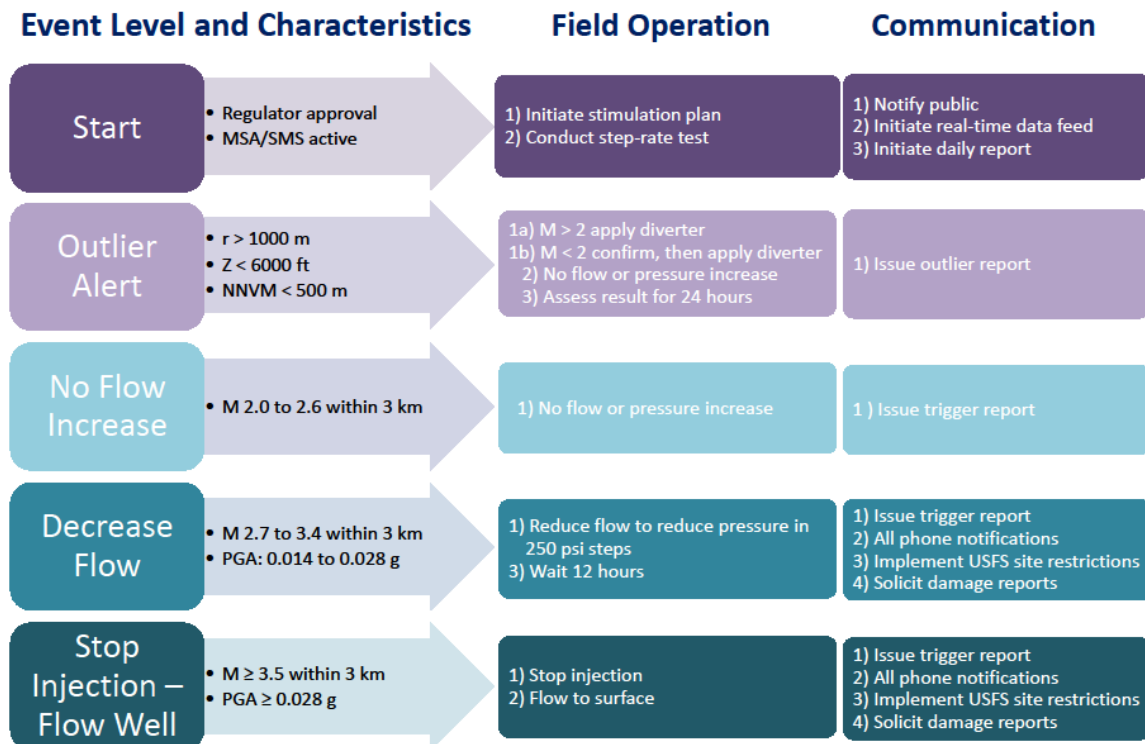 Event Level and Characteristics
Field Operation
Communication
Start
• Regulator approval
• MSA/SMS active
1) Initiate stimulation plan
2) Conduct step-rate test
1) Notify public
2) Initiate real-time data feed
3) Initiate daily report
Outlier
Alert
• r > 1000 m
• Z < 6000 ft
• NNVM < 500 m
1a) M > 2 apply diverter
1b) M < 2 confirm, then apply diverter
2) No flow or pressure increase
3) Assess result for 24 hours
1) Issue outlier report
No Flow
Increase
• M 2.0 to 2.6 within 3 km
1) No flow or pressure increase
1 ) Issue trigger report
Decrease
Flow
• M 2.7 to 3.4 within 3 km
• PGA: 0.014 to 0.028 g
1) Reduce flow to reduce pressure in
250 psi steps
3) Wait 12 hours
1) Issue trigger report
2) All phone notifications
3) Implement USFS site restrictions
4) Solicit damage reports
Stop
Injection –
Flow Well
• M ≥ 3.5 within 3 km
• PGA ≥ 0.028 g
1) Stop injection
2) Flow to surface
1) Issue trigger report
2) All phone notifications
3) Implement USFS site restrictions
4) Solicit damage reports